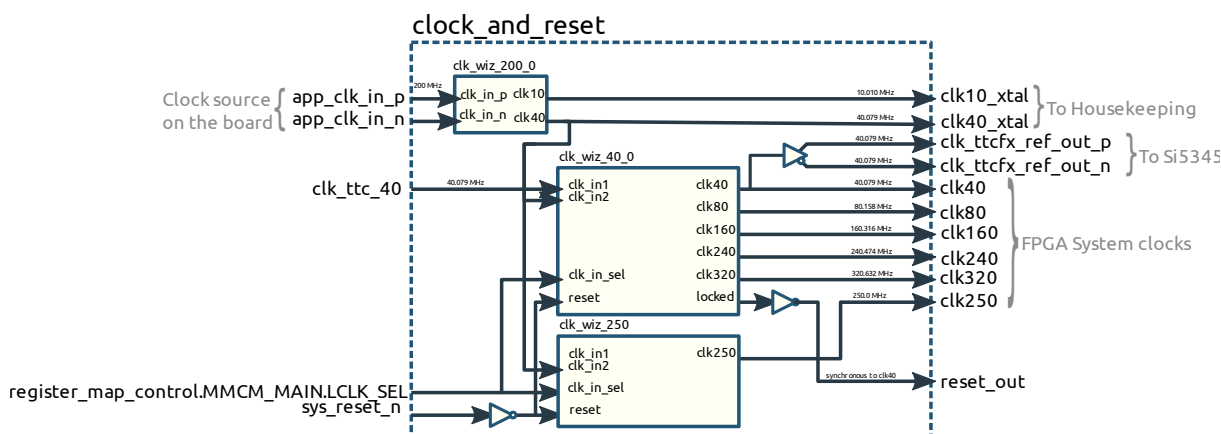 clock_and_reset
clk_wiz_200_0
Clock source
on the board
app_clk_in_p
app_clk_in_n
200 MHz
clk_in_p
clk_in_n
clk10
clk40
10.010 MHz
40.079 MHz
clk10_xtal
clk40_xtal
To Housekeeping
40.079 MHz
40.079 MHz
clk_ttcfx_ref_out_p
clk_ttcfx_ref_out_n
To Si5345
clk_wiz_40_0
clk_ttc_40
40.079 MHz
clk_in1
clk_in2
clk_in_sel
reset
clk40
clk80
clk160
clk240
clk320
locked
40.079 MHz
80.158 MHz
160.316 MHz
240.474 MHz
320.632 MHz
250.0 MHz
clk40
clk80
clk160
clk240
clk320
clk250
FPGA System clocks
clk_wiz_250
clk_in1
clk_in2
clk_in_sel
reset
clk250
synchronous to clk40
reset_out
register_map_control.MMCM_MAIN.LCLK_SEL
sys_reset_n